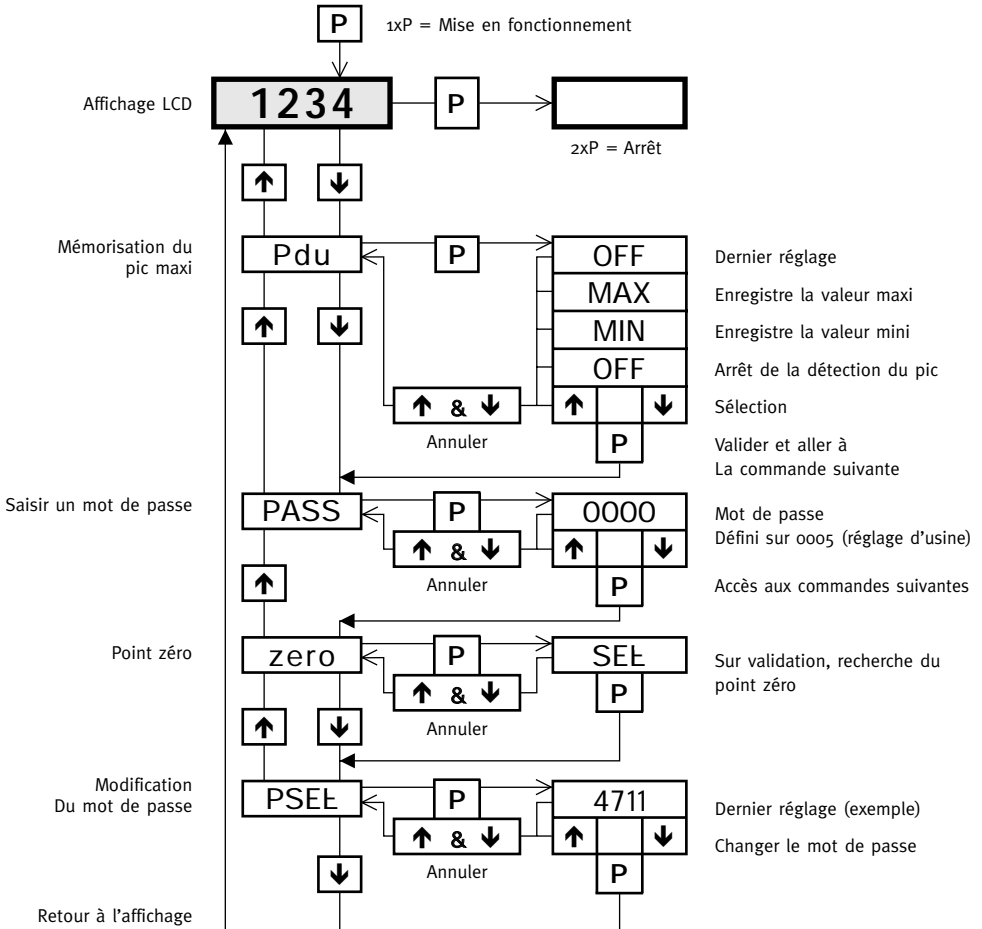 P 1xP = Mise en fonctionnement
Affichage LCD 1234 P
2xP = Arrêt
↑ ↓
Mémorisation du
pic maxi
Pdu P OFF Dernier réglage
MAX Enregistre la valeur maxi
↑ ↓ MIN Enregistre la valeur mini
OFF Arrêt de la détection du pic
↑ & ↓ ↑ ↓ Sélection
Annuler P Valider et aller à
La commande suivante
Saisir un mot de passe PASS P 0000 Mot de passe
Défini sur 0005 (réglage d'usine)
↑ & ↓ ↑ ↓
Annuler
↑ P Accès aux commandes suivantes
Point zéro zero P SEt Sur validation, recherche du
point zéro
↑ & ↓ P
Annuler
↑ ↓
Modification
Du mot de passe
PSEt P 4711 Dernier réglage (exemple)
↑ & ↓ ↑ ↓ Changer le mot de passe
Annuler
↓ P
Retour à l'affichage